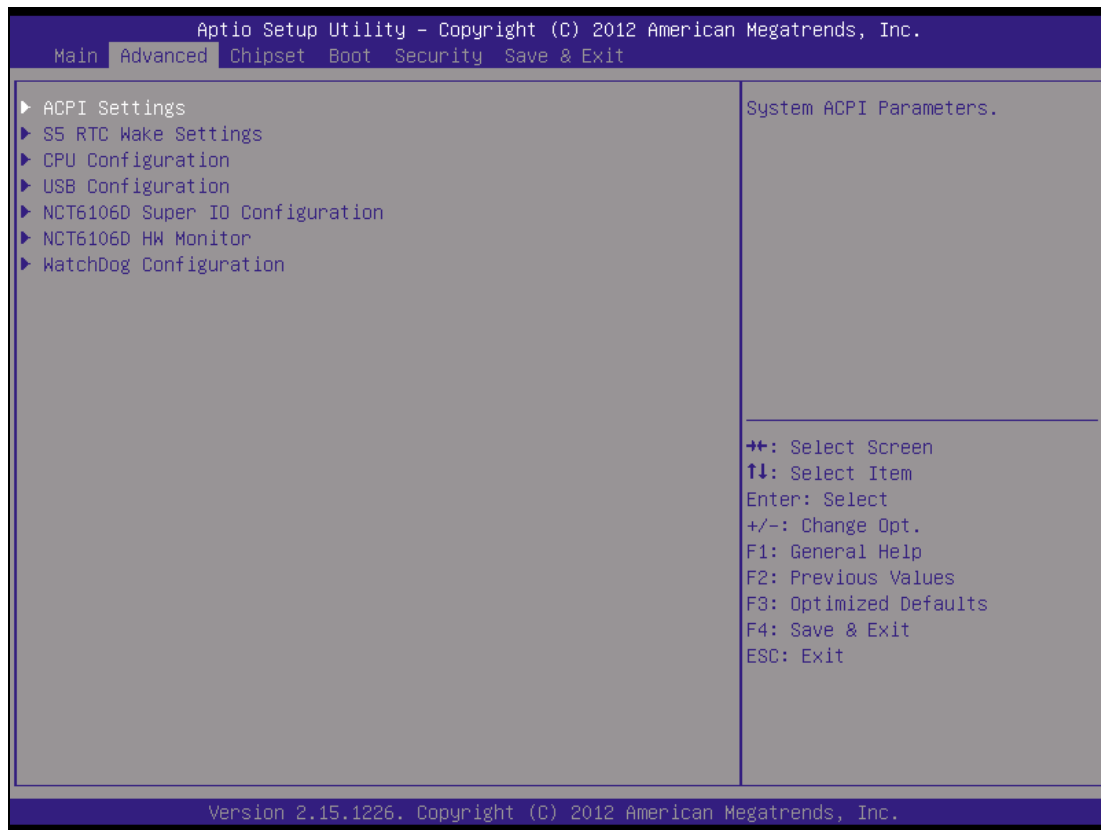 Aptio Setup Utility – Copyright (C) 2012 American Megatrends, Inc.
Main Advanced Chipset Boot Security Save & Exit
▶ ACPI Settings
▶ S5 RTC Wake Settings
▶ CPU Configuration
▶ USB Configuration
▶ NCT6106D Super IO Configuration
▶ NCT6106D HW Monitor
▶ WatchDog Configuration
System ACPI Parameters.
→←: Select Screen
↑↓: Select Item
Enter: Select
+/-: Change Opt.
F1: General Help
F2: Previous Values
F3: Optimized Defaults
F4: Save & Exit
ESC: Exit
Version 2.15.1226. Copyright (C) 2012 American Megatrends, Inc.